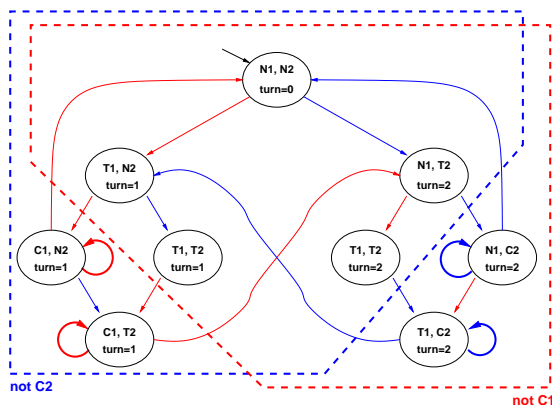 N1, N2
turn=0
T1, N2
turn=1
N1, T2
turn=2
C1, N2
turn=1
T1, T2
turn=1
T1, T2
turn=2
N1, C2
turn=2
C1, T2
turn=1
T1, C2
turn=2
not C2
not C1